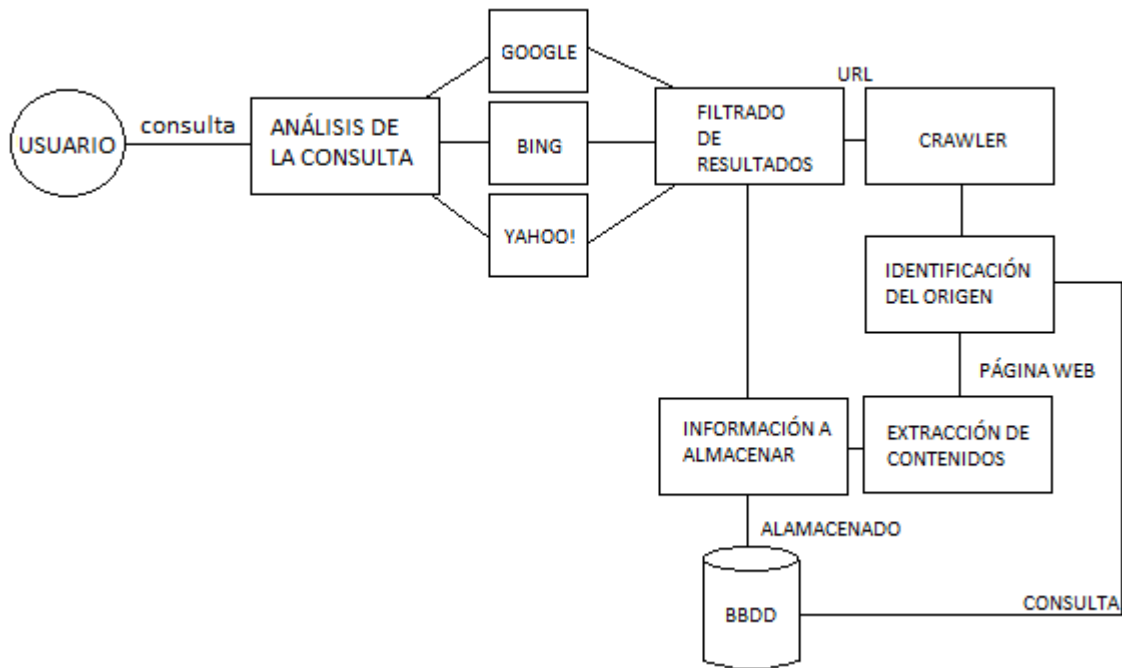 GOOGLE
URL
USUARIO
consulta
ANÁLISIS DE
LA CONSULTA
BING
FILTRADO
DE
RESULTADOS
CRAWLER
YAHOO!
IDENTIFICACIÓN
DEL ORIGEN
PÁGINA WEB
INFORMACIÓN A
ALMACENAR
EXTRACCIÓN DE
CONTENIDOS
ALAMACENADO
BBDD
CONSULTA